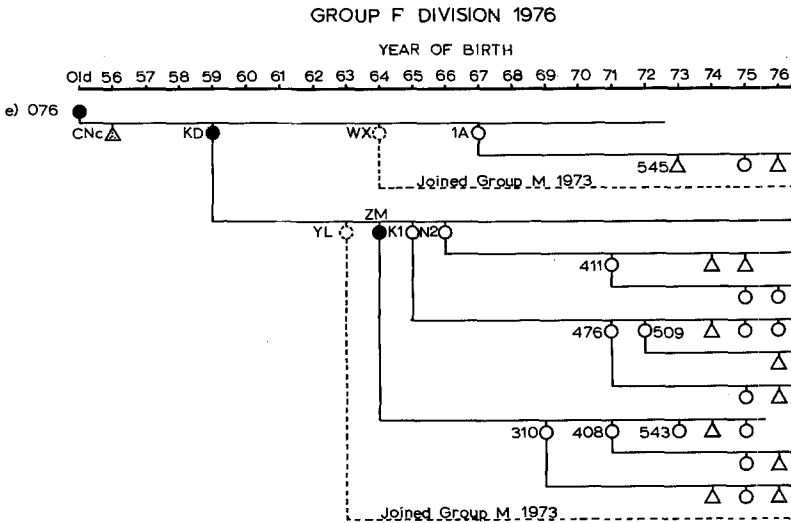 GROUP F DIVISION 1976
YEAR OF BIRTH
Old 56 57 58 59 60 61 62 63 64 65 66 67 68 69 70 71 72 73 74 75 76
e) 076
CNc KD WX 1A
545
Joined Group M 1973
ZM
YL K1 N2
411
476 509
310 408 543
Joined Group M 1973